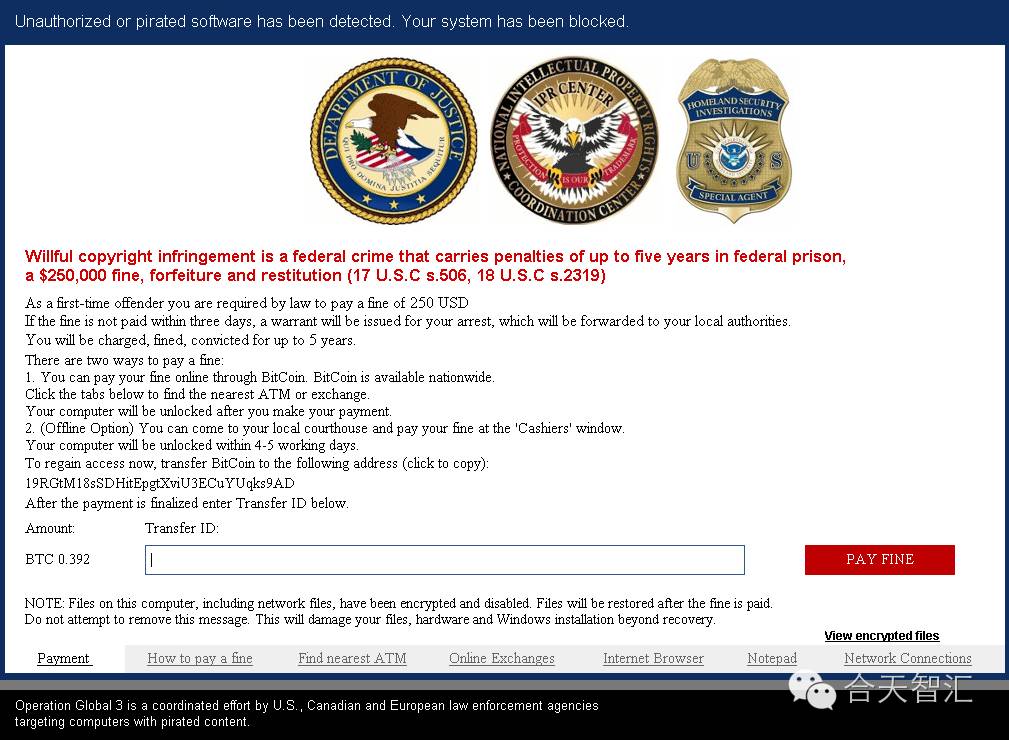 Unauthorized or pirated software has been detected. Your system has been blocked.
DEPARTMENT OF JUSTICE
QUI PRO DOMINA JUSTITIA SEQUITUR
NATIONAL INTELLECTUAL PROPERTY RIGHTS
IPR CENTER
PROTECTION IS OUR TRADEMARK
COORDINATION CENTER
HOMELAND SECURITY
INVESTIGATIONS
U S
SPECIAL AGENT
Willful copyright infringement is a federal crime that carries penalties of up to five years in federal prison,
a $250,000 fine, forfeiture and restitution (17 U.S.C s.506, 18 U.S.C s.2319)
As a first-time offender you are required by law to pay a fine of 250 USD
If the fine is not paid within three days, a warrant will be issued for your arrest, which will be forwarded to your local authorities.
You will be charged, fined, convicted for up to 5 years.
There are two ways to pay a fine:
1. You can pay your fine online through BitCoin. BitCoin is available nationwide.
Click the tabs below to find the nearest ATM or exchange.
Your computer will be unlocked after you make your payment.
2. (Offline Option) You can come to your local courthouse and pay your fine at the 'Cashiers' window.
Your computer will be unlocked within 4-5 working days.
To regain access now, transfer BitCoin to the following address (click to copy):
19RGtM18sSDHitEpgtXviU3ECuYUqks9AD
After the payment is finalized enter Transfer ID below.
Amount: Transfer ID:
BTC 0.392 PAY FINE
NOTE: Files on this computer, including network files, have been encrypted and disabled. Files will be restored after the fine is paid.
Do not attempt to remove this message. This will damage your files, hardware and Windows installation beyond recovery.
View encrypted files
Payment How to pay a fine Find nearest ATM Online Exchanges Internet Browser Notepad Network Connections
合天智汇
Operation Global 3 is a coordinated effort by U.S., Canadian and European law enforcement agencies
targeting computers with pirated content.